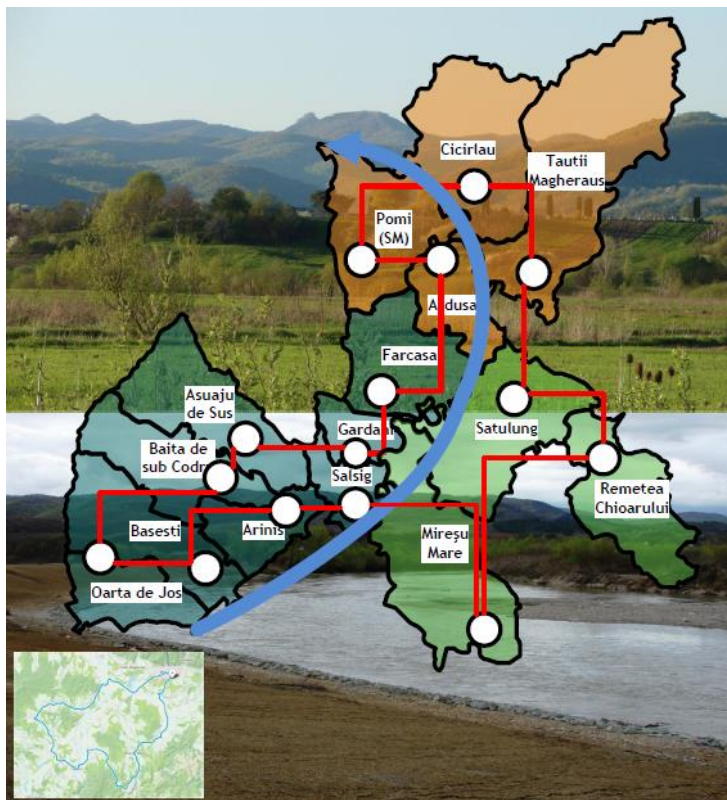 Cicirlau
Tautii
Magheraus
Pomi
(SM)
Ardusat
Farcasa
Asuaju
de Sus
Gardani
Satulung
Baita de
sub Codru
Salsig
Remetea
Chioarului
Basesti
Arinis
Mireşu
Mare
Oarta de Jos